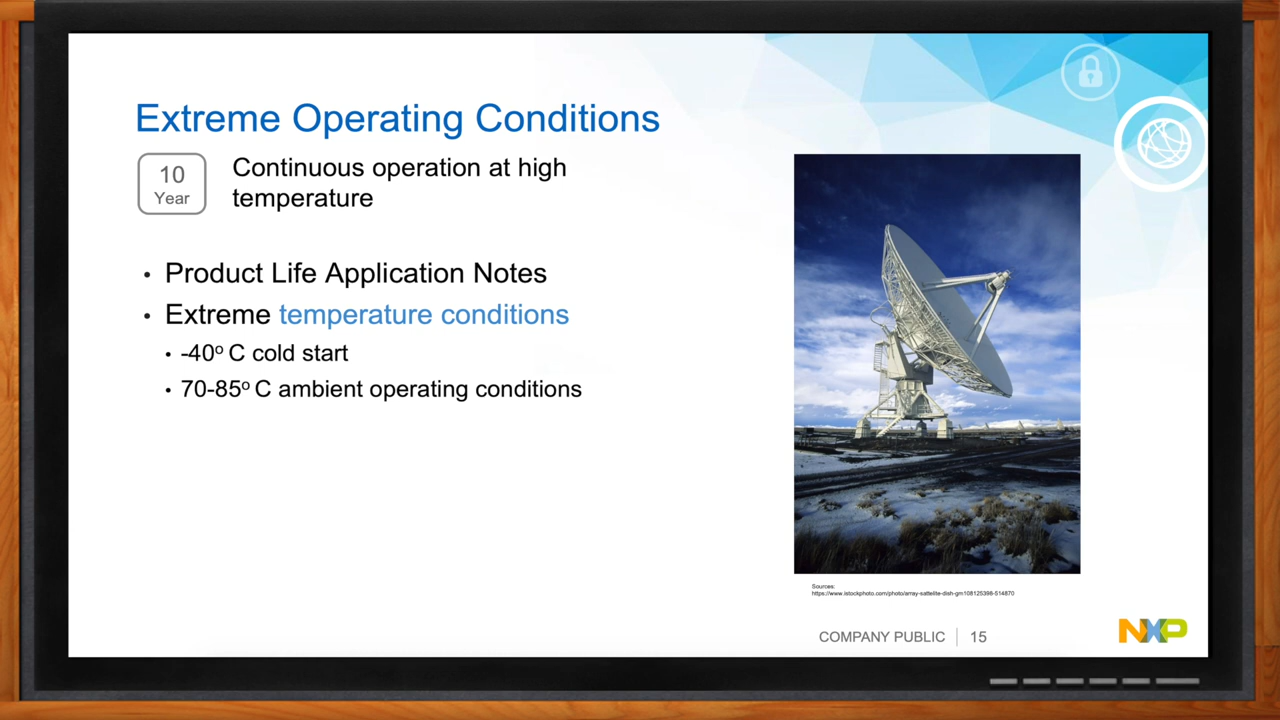 Extreme Operating Conditions
10
Year
Continuous operation at high
temperature
• Product Life Application Notes
• Extreme temperature conditions
• -40º C cold start
• 70-85º C ambient operating conditions
Sources:
https://www.istockphoto.com/photo/array-sattelite-dish-gm108125398-514870
COMPANY PUBLIC | 15
NXP